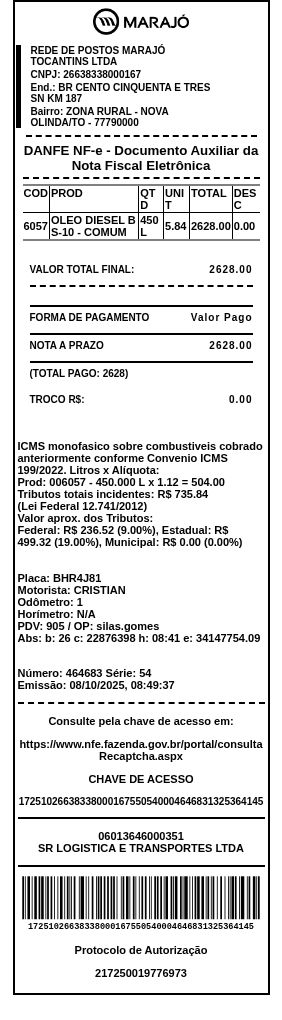 MARAJÓ
REDE DE POSTOS MARAJÓ
TOCANTINS LTDA
CNPJ: 26638338000167
End.: BR CENTO CINQUENTA E TRES
SN KM 187
Bairro: ZONA RURAL - NOVA
OLINDA/TO - 77790000
DANFE NF-e - Documento Auxiliar da
Nota Fiscal Eletrônica
COD PROD QTD UNIT TOTAL DESC
6057 OLEO DIESEL B S-10 - COMUM 450 L 5.84 2628.00 0.00
VALOR TOTAL FINAL: 2628.00
FORMA DE PAGAMENTO Valor Pago
NOTA A PRAZO 2628.00
(TOTAL PAGO: 2628)
TROCO R$: 0.00
ICMS monofasico sobre combustiveis cobrado
anteriormente conforme Convenio ICMS
199/2022. Litros x Alíquota:
Prod: 006057 - 450.000 L x 1.12 = 504.00
Tributos totais incidentes: R$ 735.84
(Lei Federal 12.741/2012)
Valor aprox. dos Tributos:
Federal: R$ 236.52 (9.00%), Estadual: R$
499.32 (19.00%), Municipal: R$ 0.00 (0.00%)
Placa: BHR4J81
Motorista: CRISTIAN
Odômetro: 1
Horímetro: N/A
PDV: 905 / OP: silas.gomes
Abs: b: 26 c: 22876398 h: 08:41 e: 34147754.09
Número: 464683 Série: 54
Emissão: 08/10/2025, 08:49:37
Consulte pela chave de acesso em:
https://www.nfe.fazenda.gov.br/portal/consulta
Recaptcha.aspx
CHAVE DE ACESSO
17251026638338000167550540004646831325364145
06013646000351
SR LOGISTICA E TRANSPORTES LTDA
17251026638338000167550540004646831325364145
Protocolo de Autorização
217250019776973